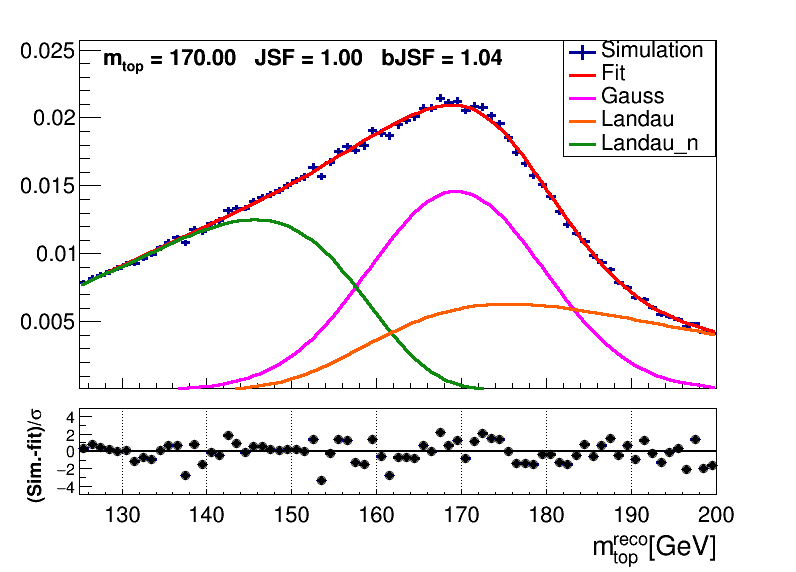 0.025
0.02
0.015
0.01
0.005
m_top = 170.00 JSF = 1.00 bJSF = 1.04
Simulation
Fit
Gauss
Landau
Landau_n
(Sim.-fit)/σ
4
2
0
−2
−4
130 140 150 160 170 180 190 200
m_top^reco[GeV]